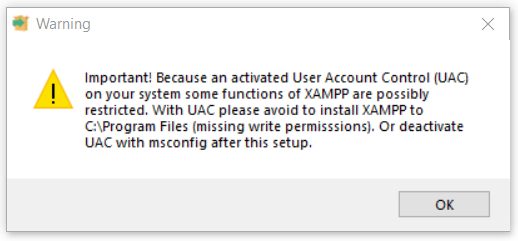 Warning
Important! Because an activated User Account Control (UAC)
on your system some functions of XAMPP are possibly
restricted. With UAC please avoid to install XAMPP to
C:\Program Files (missing write permisssions). Or deactivate
UAC with msconfig after this setup.
OK